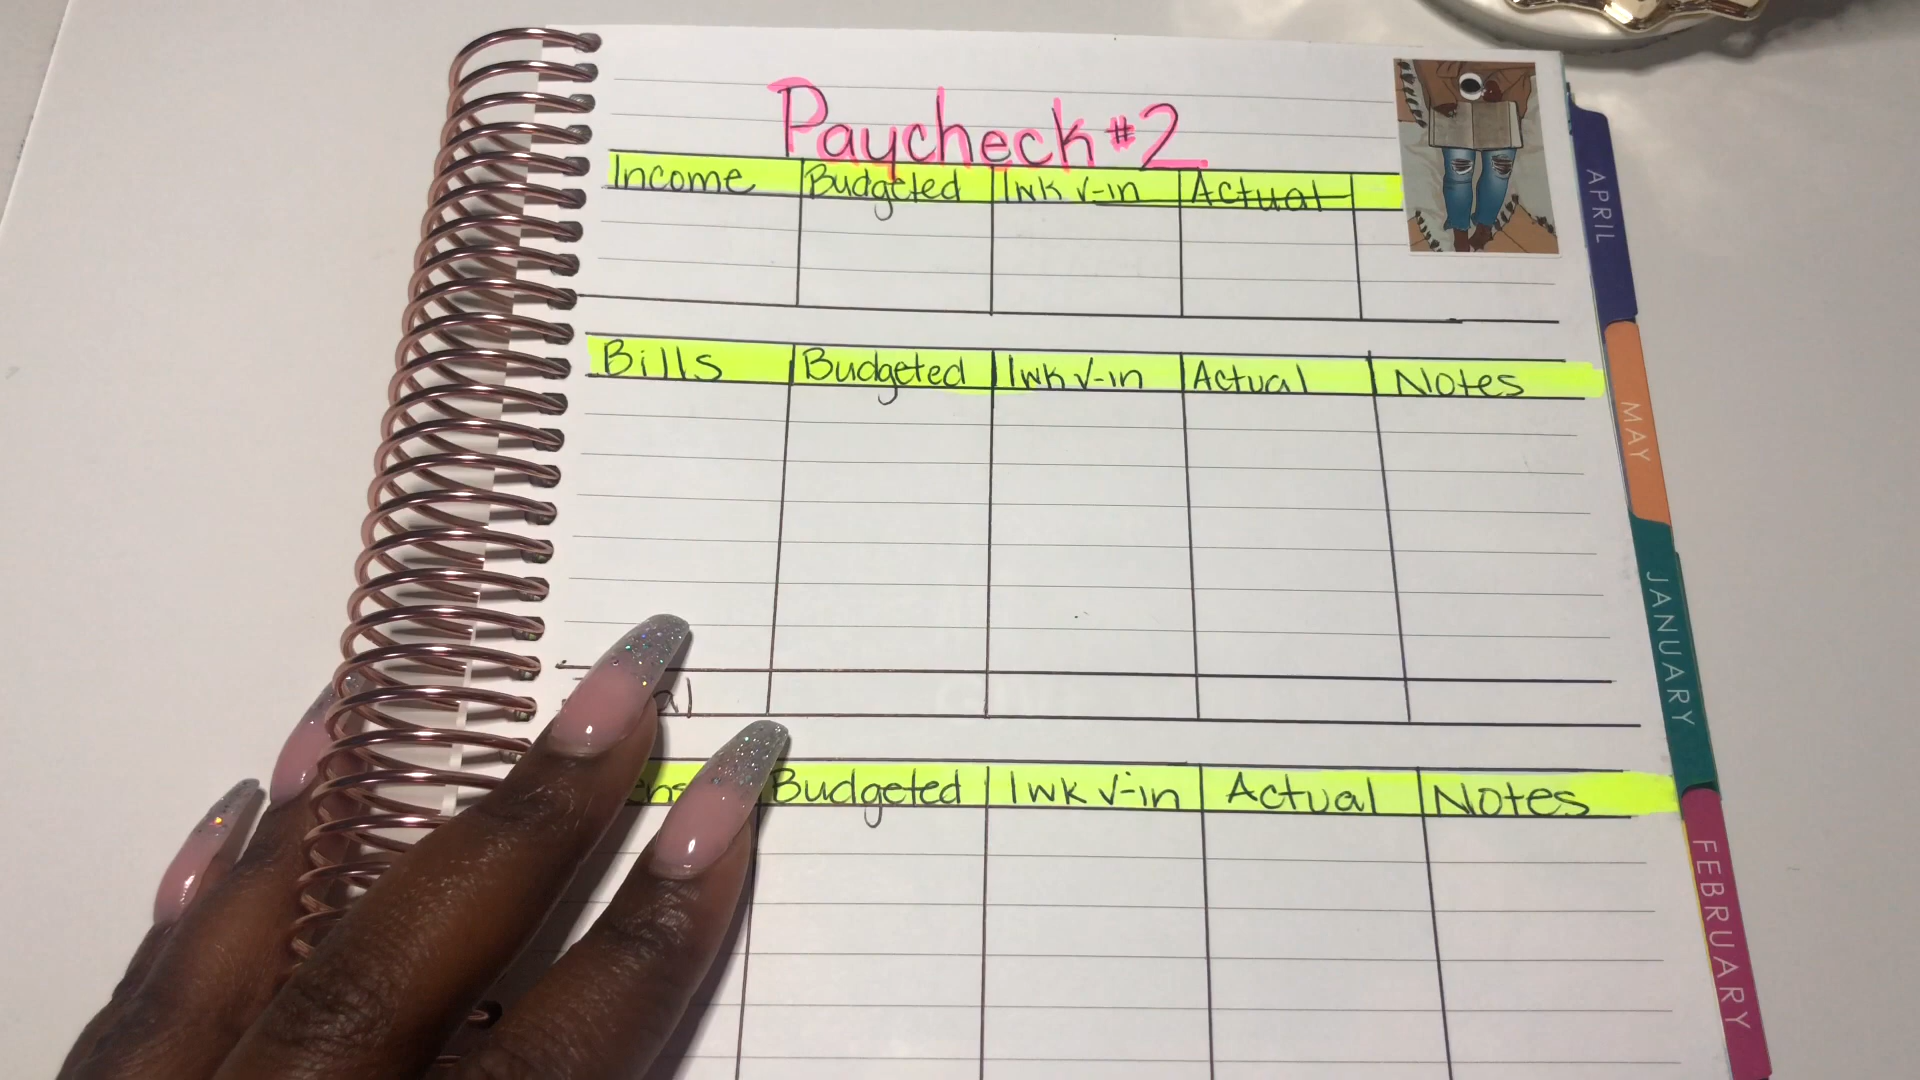 Paycheck #2
Income Budgeted 1wk √-in Actual
Bills Budgeted 1wk √-in Actual Notes
Budgeted 1wk √-in Actual Notes
APRIL
MAY
JANUARY
FEBRUARY